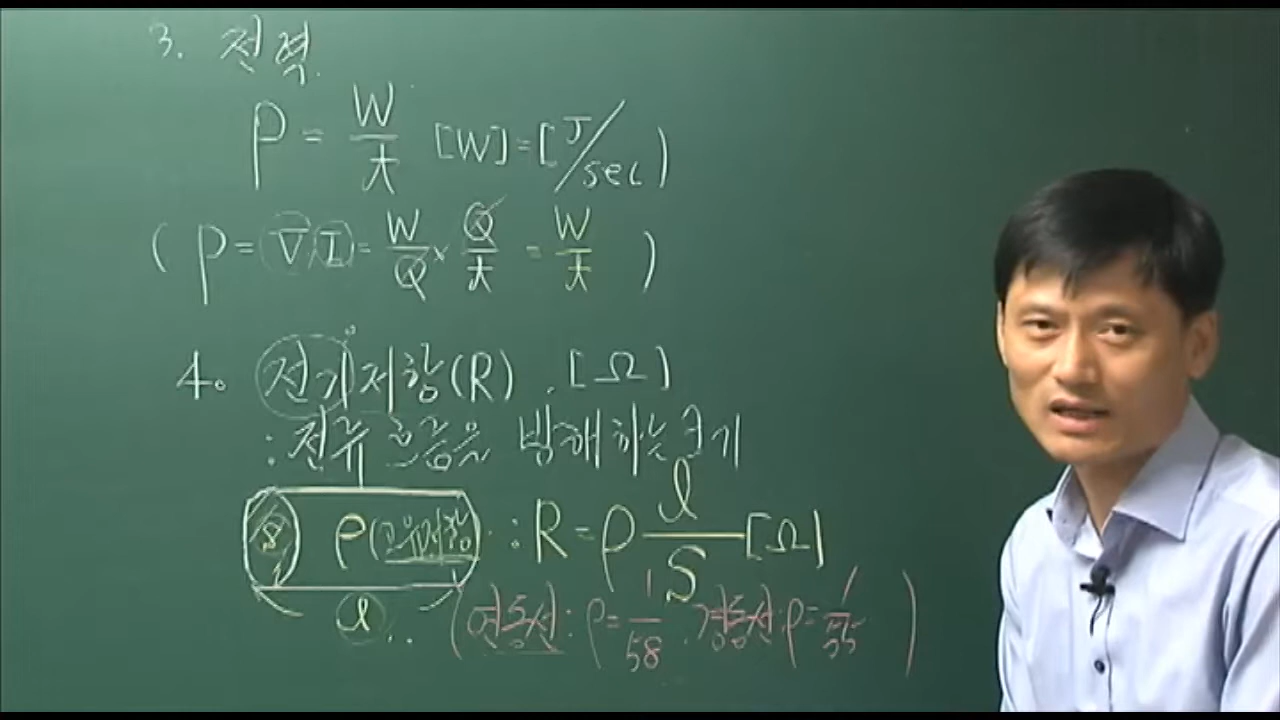 3. 전력
P = W/t [W] = [J/sec)
( P = VI = W/Q × Q/t = W/t )
4. 전기저항(R) . [Ω]
: 전류 흐름을 방해하는 크기
S ρ(고유저항) : R = ρ l/S [Ω]
l .. (연동선 : ρ = 1/58 , 경동선 : ρ = 1/55 )